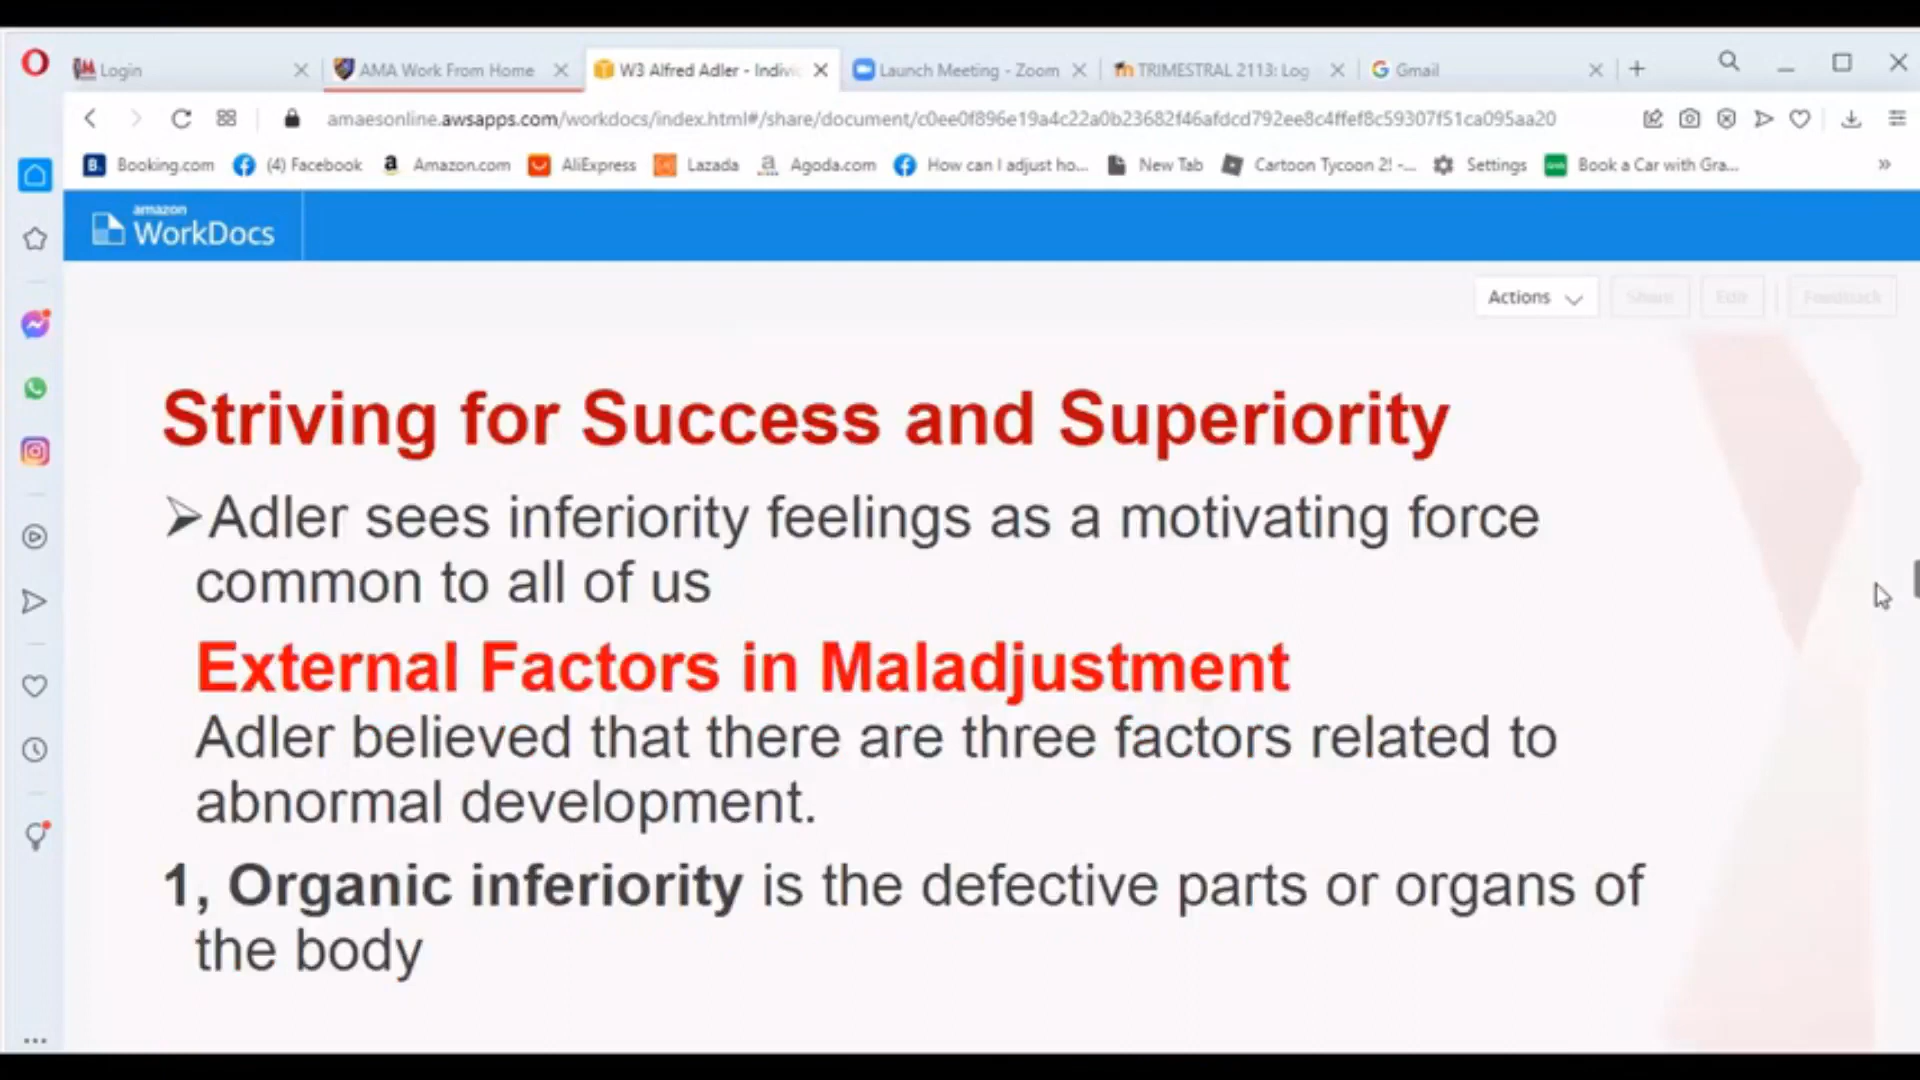 Login
AMA Work From Home
W3 Alfred Adler - Indivi
Launch Meeting - Zoom
TRIMESTRAL 2113: Log
Gmail
amaesonline.awsapps.com/workdocs/index.html#/share/document/c0ee0f896e19a4c22a0b23682f46afdcd792ee8c4ffef8c59307f51ca095aa20
Booking.com
(4) Facebook
Amazon.com
AliExpress
Lazada
Agoda.com
How can I adjust ho...
New Tab
Cartoon Tycoon 2! -...
Settings
Book a Car with Gra...
amazon
WorkDocs
Actions
Share
Edit
Feedback
Striving for Success and Superiority
➢Adler sees inferiority feelings as a motivating force
common to all of us
External Factors in Maladjustment
Adler believed that there are three factors related to
abnormal development.
1, Organic inferiority is the defective parts or organs of
the body